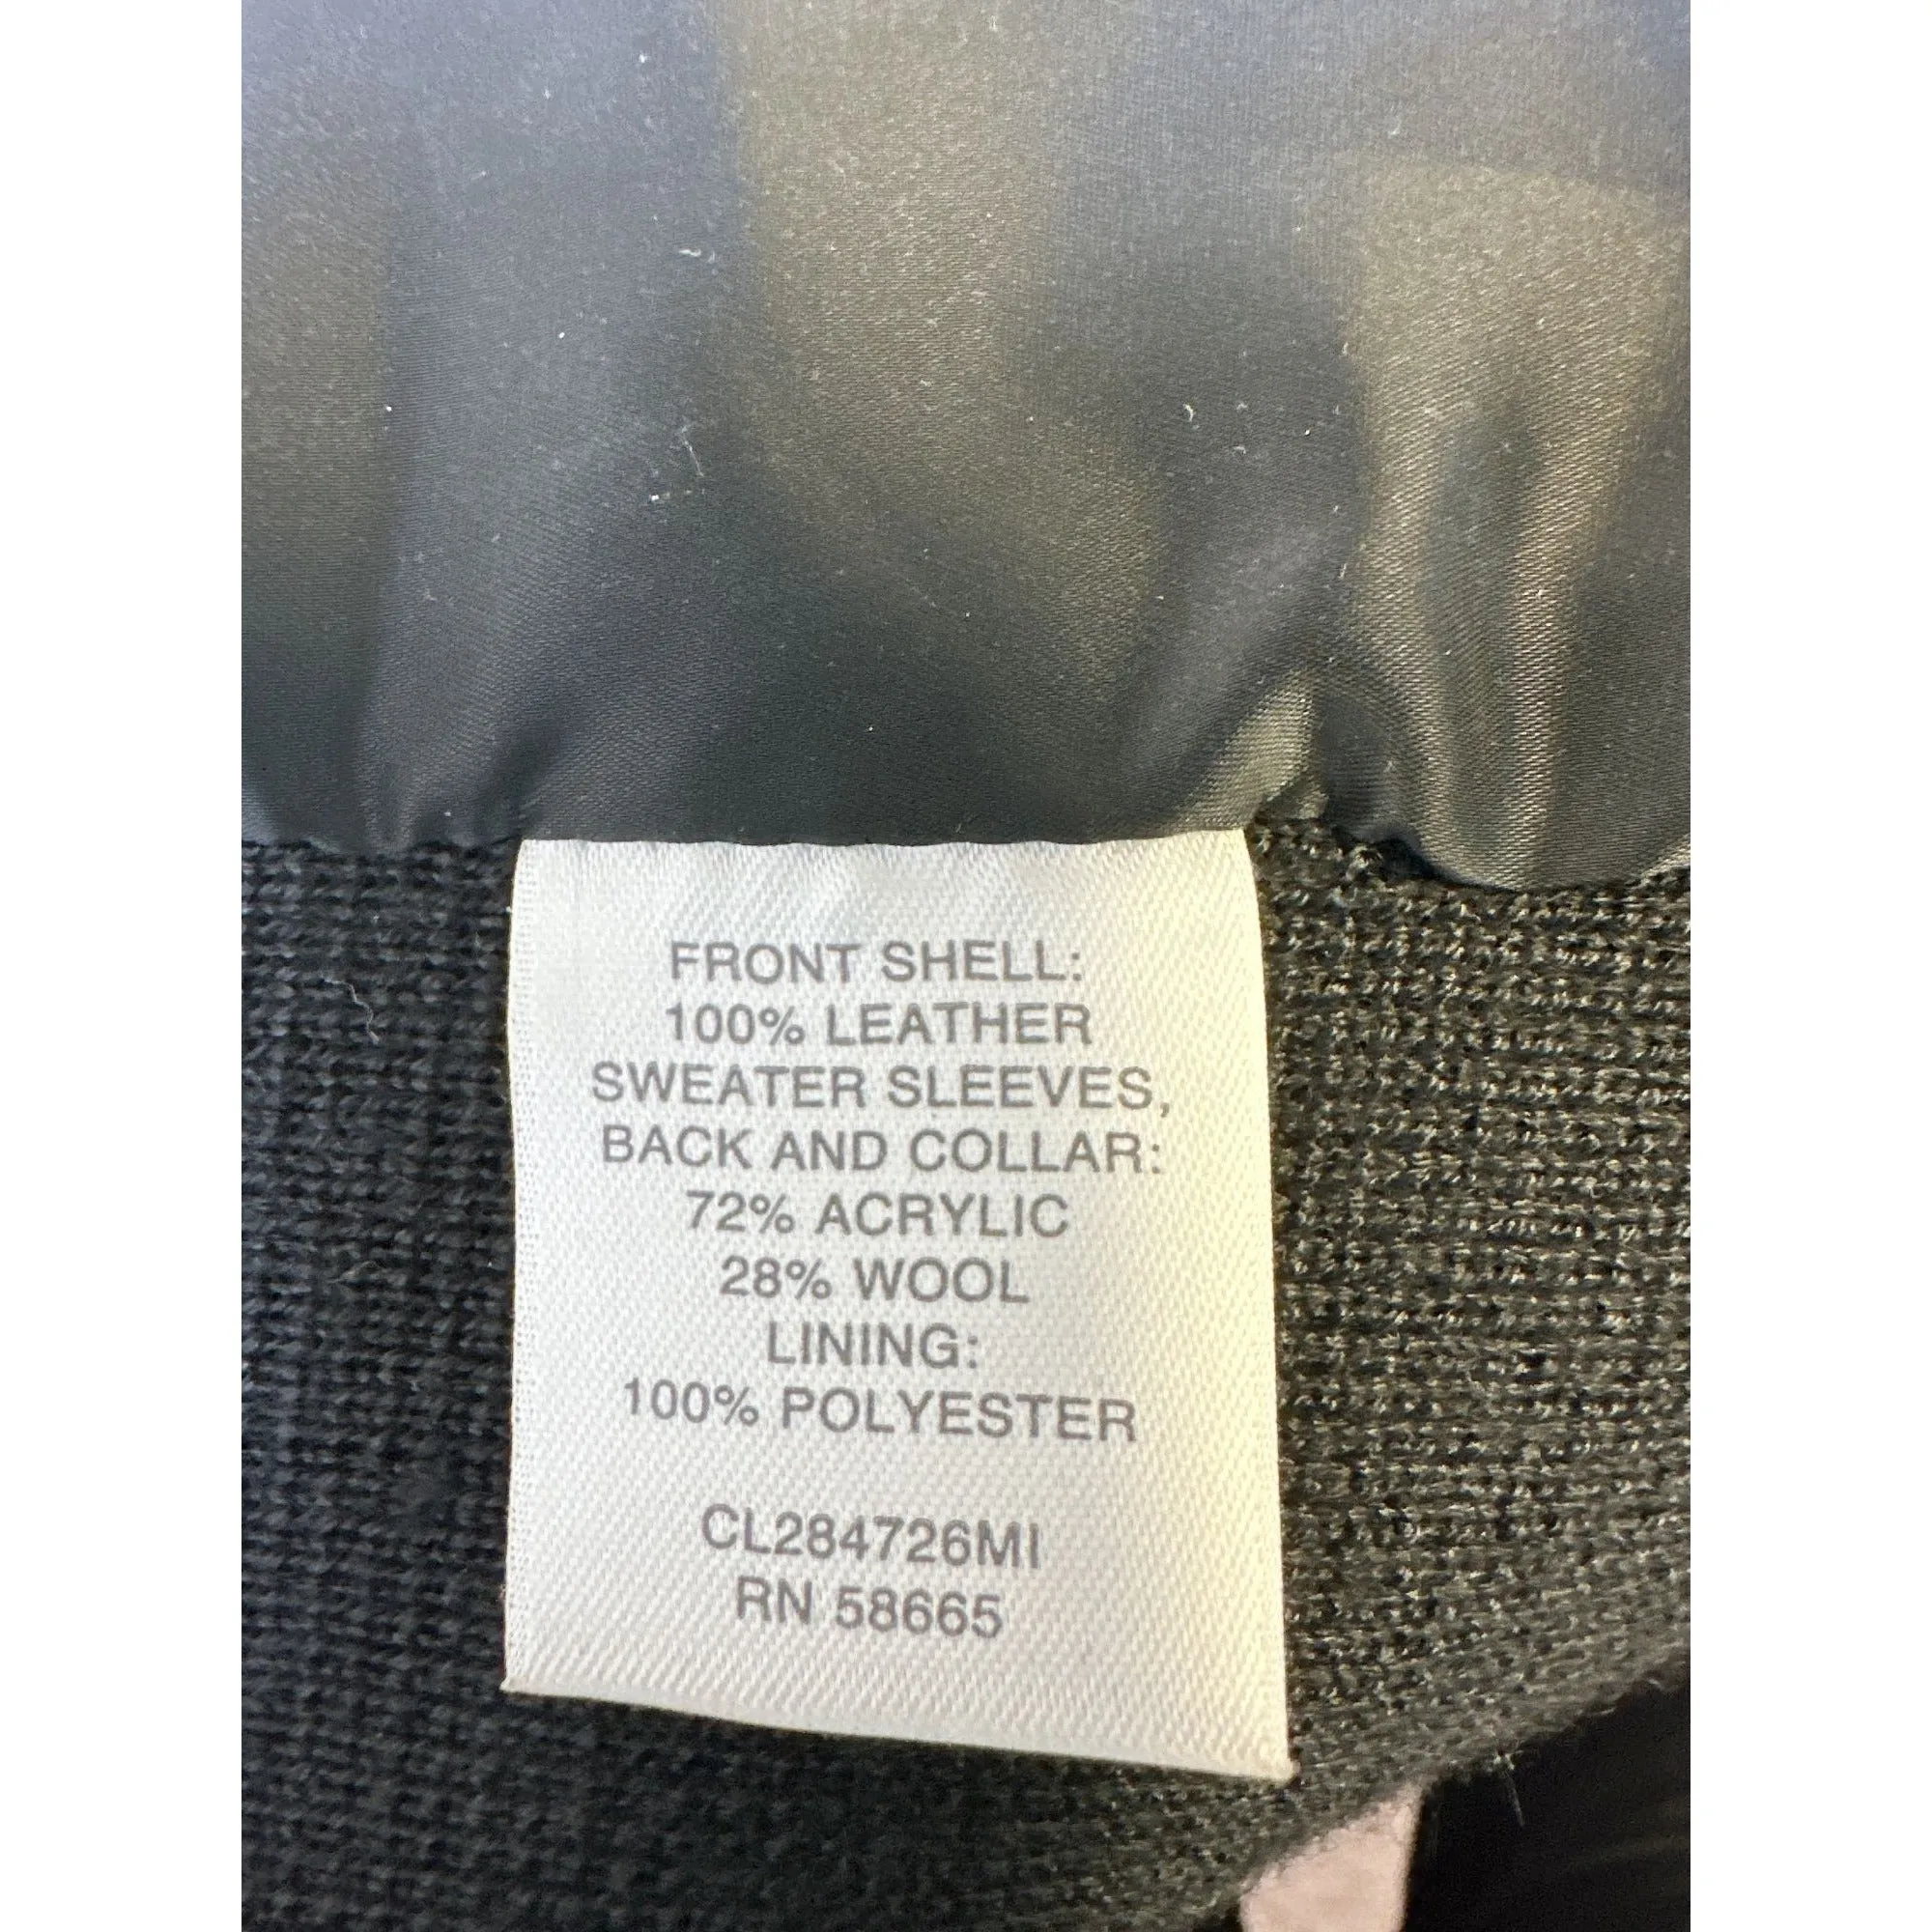 FRONT SHELL:
100% LEATHER
SWEATER SLEEVES,
BACK AND COLLAR:
72% ACRYLIC
28% WOOL
LINING:
100% POLYESTER
CL284726MI
RN 58665